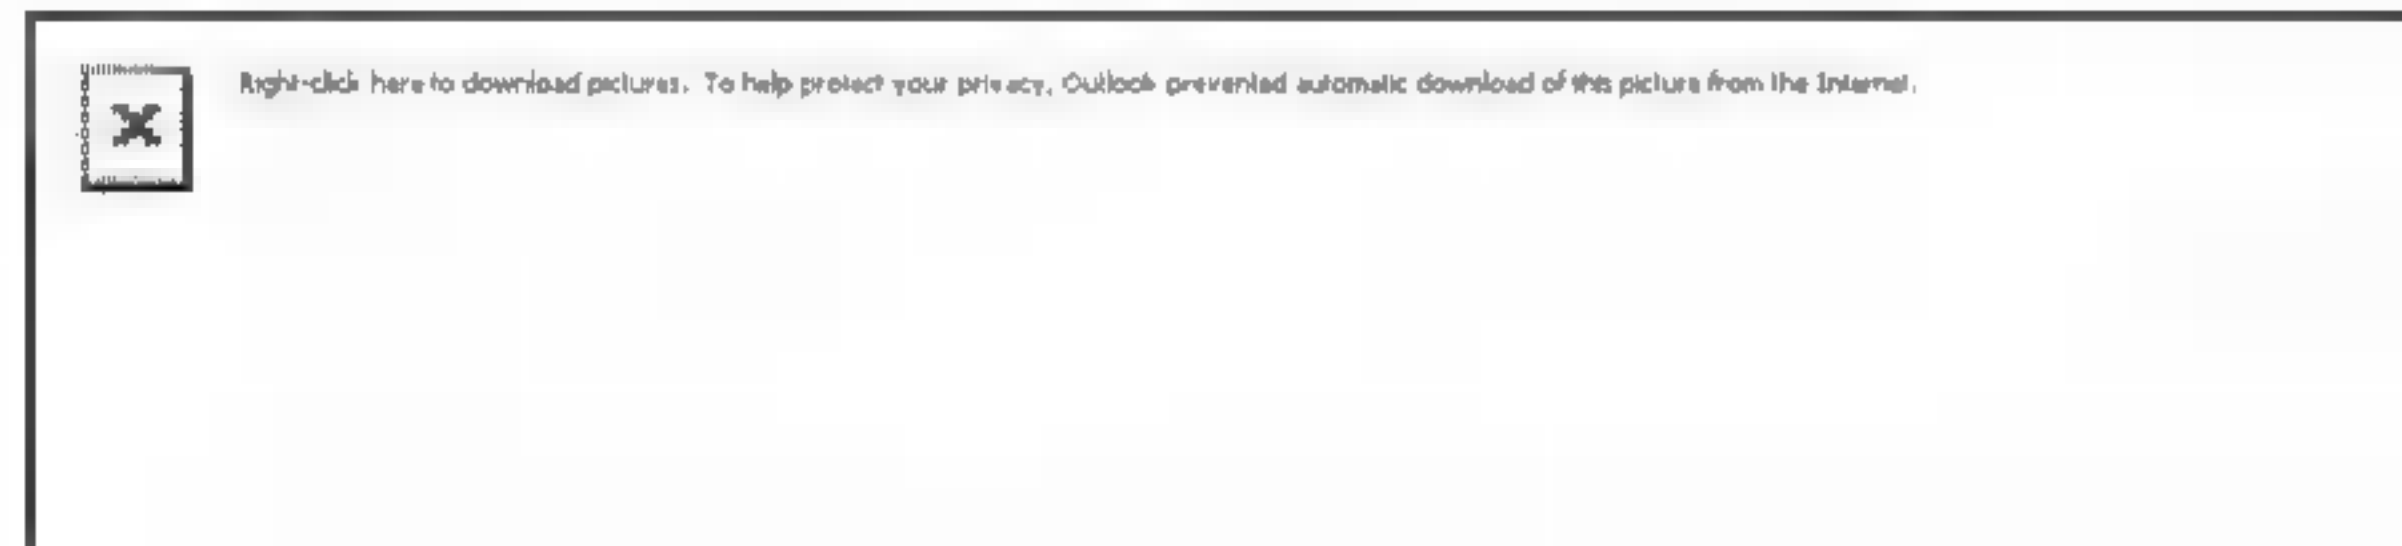 Right-click here to download pictures. To help protect your privacy, Outlook prevented automatic download of this picture from the Internet.